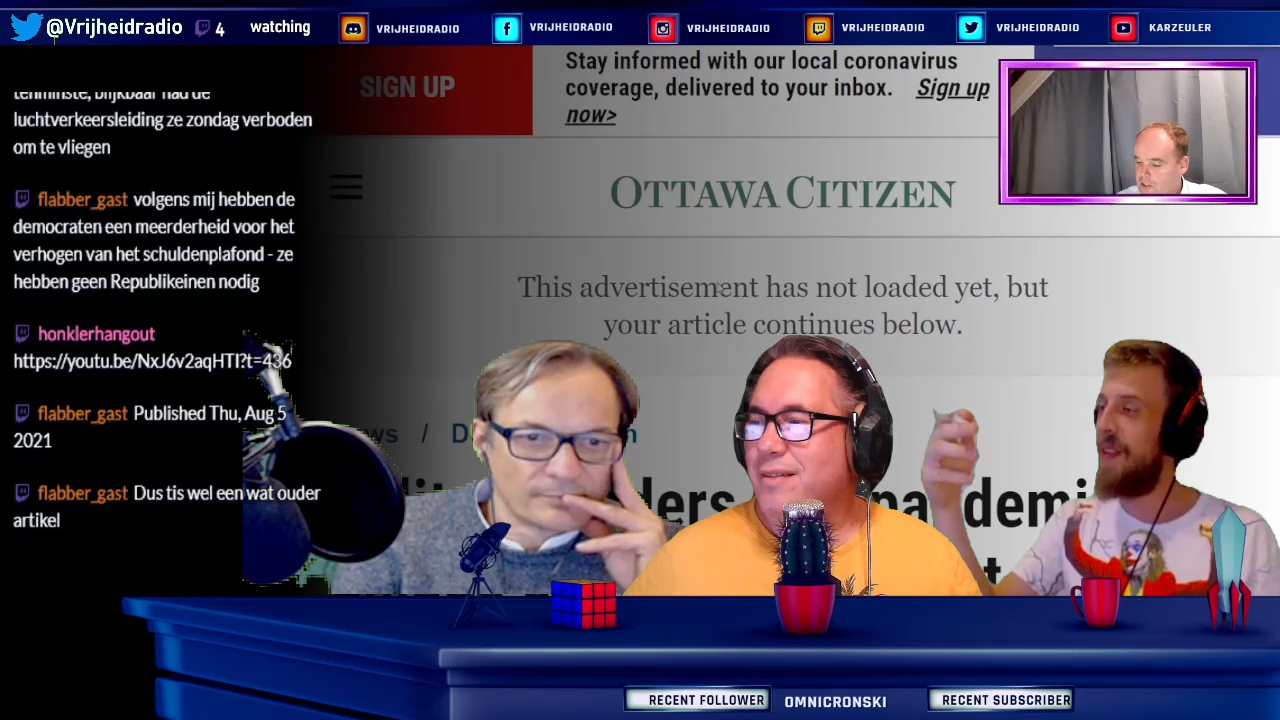 @Vrijheidradio 4 watching VRIJHEIDRADIO VRIJHEIDRADIO VRIJHEIDRADIO VRIJHEIDRADIO VRIJHEIDRADIO KARZEULER
tenminste, blijkbaar had de
luchtverkeersleiding ze zondag verboden
om te vliegen
flabber_gast volgens mij hebben de
democraten een meerderheid voor het
verhogen van het schuldenplafond - ze
hebben geen Republikeinen nodig
honklerhangout
https://youtu.be/NxJ6v2aqHTI?t=436
flabber_gast Published Thu, Aug 5
2021
flabber_gast Dus tis wel een wat ouder
artikel
SIGN UP
Stay informed with our local coronavirus
coverage, delivered to your inbox. Sign up
now>
OTTAWA CITIZEN
This advertisement has not loaded yet, but
your article continues below.
/
RECENT FOLLOWER OMNICRONSKI RECENT SUBSCRIBER